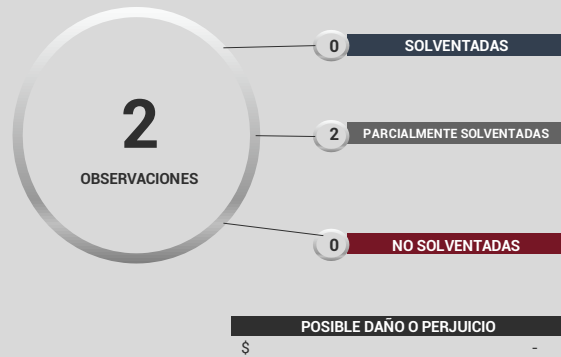 2
OBSERVACIONES
0 SOLVENTADAS
2 PARCIALMENTE SOLVENTADAS
0 NO SOLVENTADAS
POSIBLE DAÑO O PERJUICIO
$ -